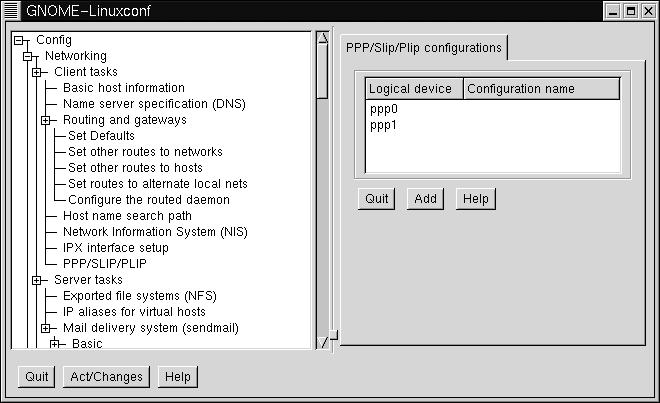 GNOME-Linuxconf
Config
Networking
Client tasks
Basic host information
Name server specification (DNS)
Routing and gateways
Set Defaults
Set other routes to networks
Set other routes to hosts
Set routes to alternate local nets
Configure the routed daemon
Host name search path
Network Information System (NIS)
IPX interface setup
PPP/SLIP/PLIP
Server tasks
Exported file systems (NFS)
IP aliases for virtual hosts
Mail delivery system (sendmail)
Basic
PPP/Slip/Plip configurations
Logical device Configuration name
ppp0
ppp1
Quit Add Help
Quit Act/Changes Help